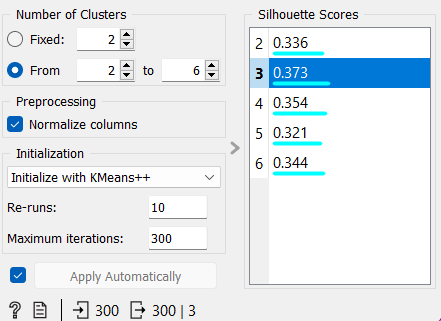 Number of Clusters
Fixed: 2
From 2 to 6
Preprocessing
Normalize columns
Initialization
Initialize with KMeans++
Re-runs: 10
Maximum iterations: 300
Apply Automatically
? 300 300 | 3
Silhouette Scores
2 0.336
3 0.373
4 0.354
5 0.321
6 0.344